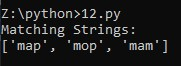 Z:\python>12.py
Matching Strings:
['map', 'mop', 'mam']